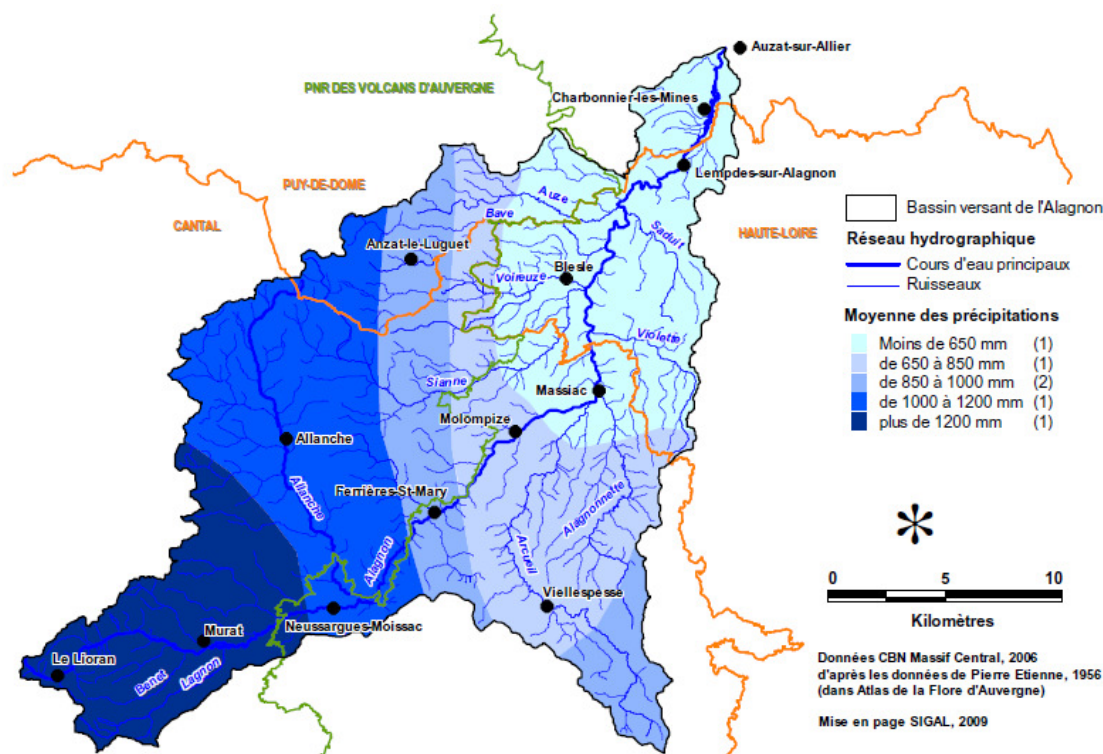 Auzat-sur-Allier
PNR DES VOLCANS D'AUVERGNE
Charbonnier-les-Mines
Lempdes-sur-Alagnon
PUY-DE-DOME
CANTAL
HAUTE-LOIRE
Auze
Bave
Saduit
Anzat-le-Luguet
Blesle
Voireuze
Violette
Sianne
Massiac
Molompize
Allanche
Allanche
Ferrières-St-Mary
Alagnon
Alagnonnette
Arcueil
Viellespesse
Neussargues-Moissac
Murat
Le Lioran
Benet
Lagnon
Bassin versant de l'Alagnon
Réseau hydrographique
Cours d'eau principaux
Ruisseaux
Moyenne des précipitations
Moins de 650 mm (1)
de 650 à 850 mm (1)
de 850 à 1000 mm (2)
de 1000 à 1200 mm (1)
plus de 1200 mm (1)
*
0 5 10
Kilomètres
Données CBN Massif Central, 2006
d'après les données de Pierre Etienne, 1956
(dans Atlas de la Flore d'Auvergne)
Mise en page SIGAL, 2009